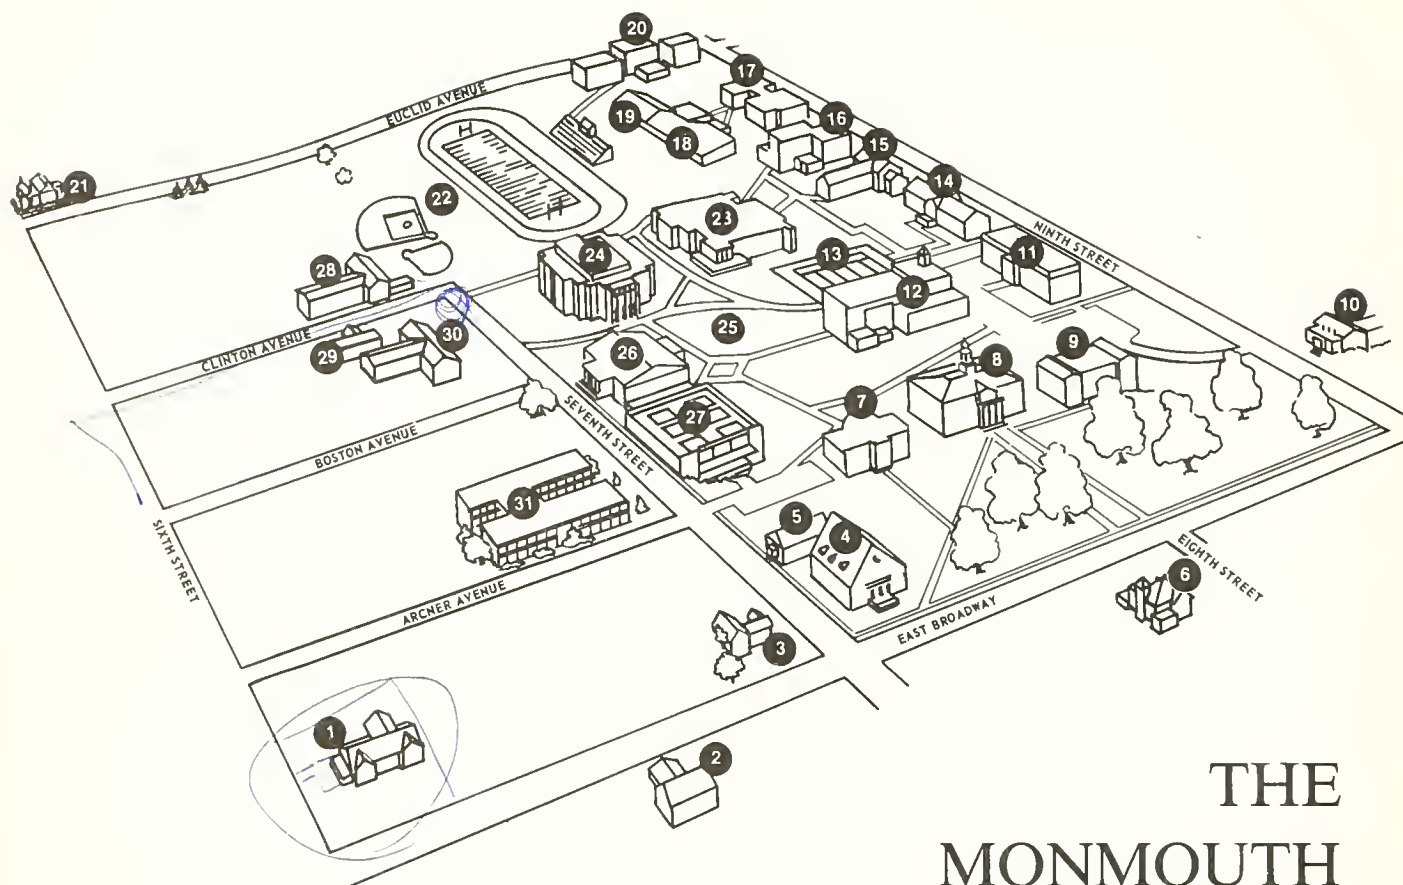 20
17
EUCLID AVENUE
19
18
16
15
21
22
14
23
NINTH STREET
24
13
11
28
12
10
25
CLINTON AVENUE
29
30
26
8
9
SEVENTH STREET
27
7
BOSTON AVENUE
31
5
4
SIXTH STREET
EIGHTH STREET
6
ARCNER AVENUE
EAST BROADWAY
3
1
2
THE
MONMOUTH